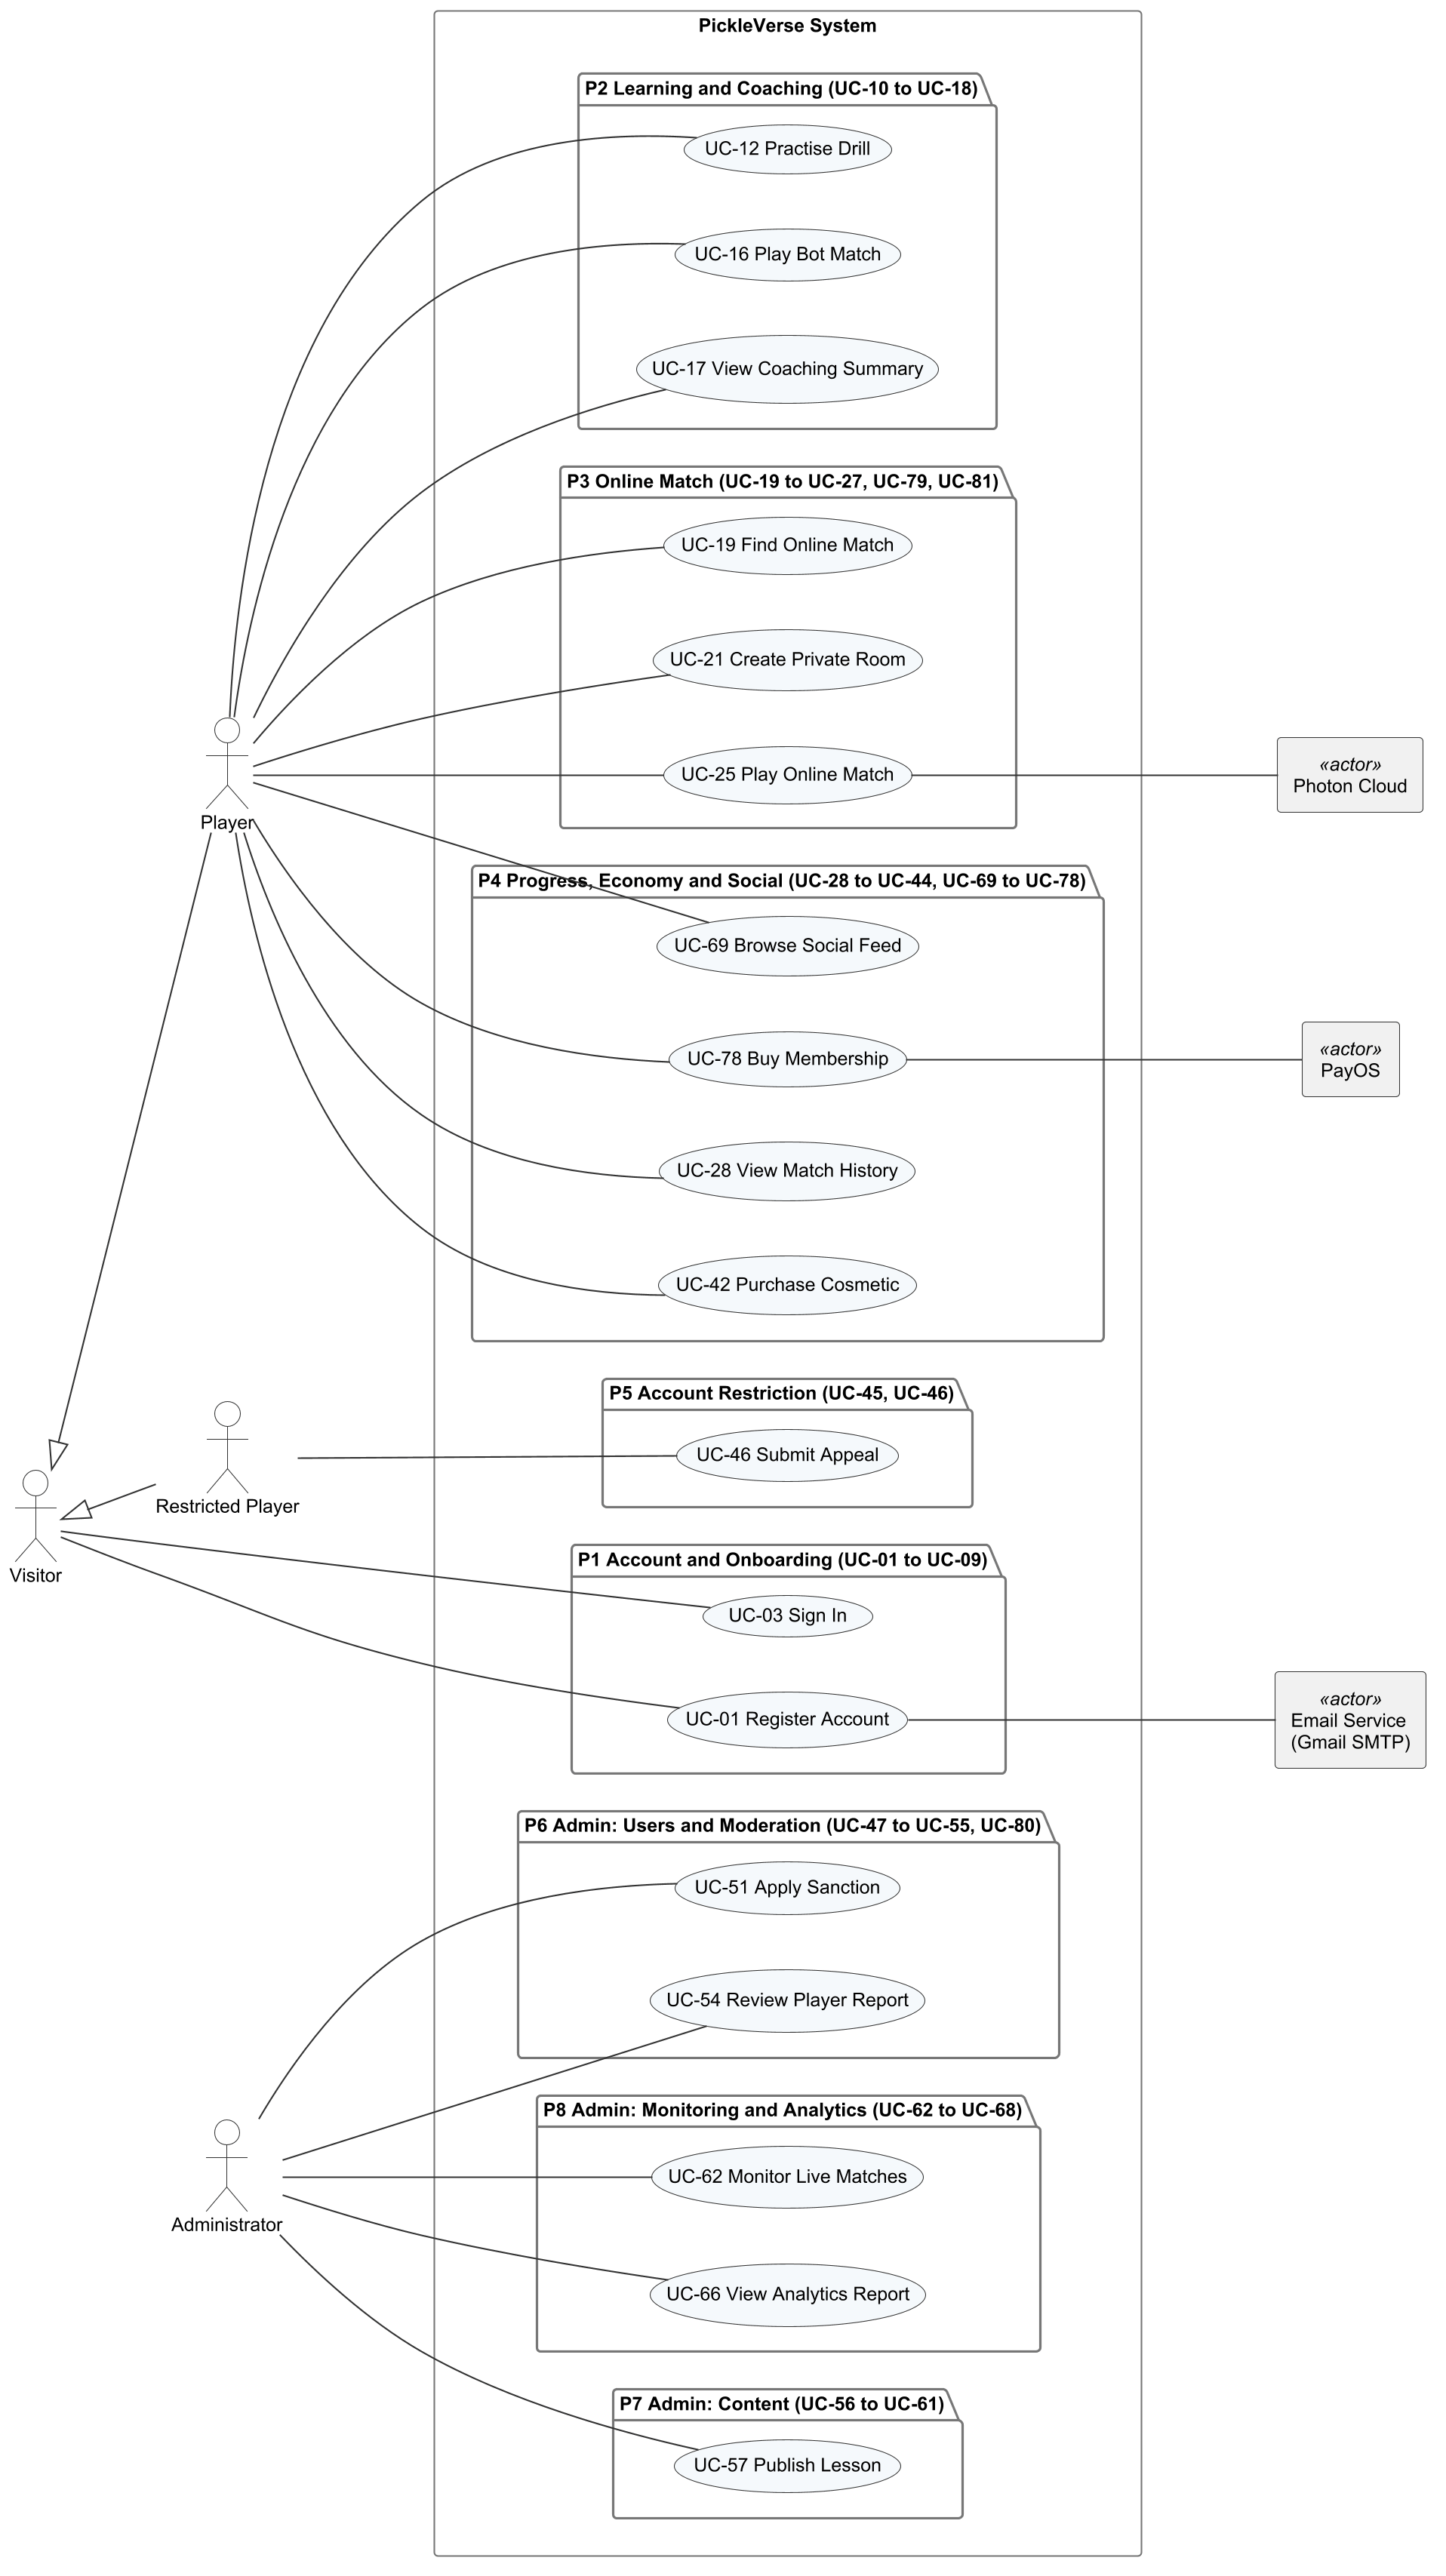 PickleVerse System
P2 Learning and Coaching (UC-10 to UC-18)
UC-12 Practise Drill
UC-16 Play Bot Match
UC-17 View Coaching Summary
P3 Online Match (UC-19 to UC-27, UC-79, UC-81)
UC-19 Find Online Match
UC-21 Create Private Room
UC-25 Play Online Match
«actor»
Photon Cloud
Player
P4 Progress, Economy and Social (UC-28 to UC-44, UC-69 to UC-78)
UC-69 Browse Social Feed
UC-78 Buy Membership
«actor»
PayOS
UC-28 View Match History
UC-42 Purchase Cosmetic
P5 Account Restriction (UC-45, UC-46)
UC-46 Submit Appeal
Restricted Player
Visitor
P1 Account and Onboarding (UC-01 to UC-09)
UC-03 Sign In
UC-01 Register Account
«actor»
Email Service
(Gmail SMTP)
P6 Admin: Users and Moderation (UC-47 to UC-55, UC-80)
UC-51 Apply Sanction
UC-54 Review Player Report
P8 Admin: Monitoring and Analytics (UC-62 to UC-68)
UC-62 Monitor Live Matches
Administrator
UC-66 View Analytics Report
P7 Admin: Content (UC-56 to UC-61)
UC-57 Publish Lesson